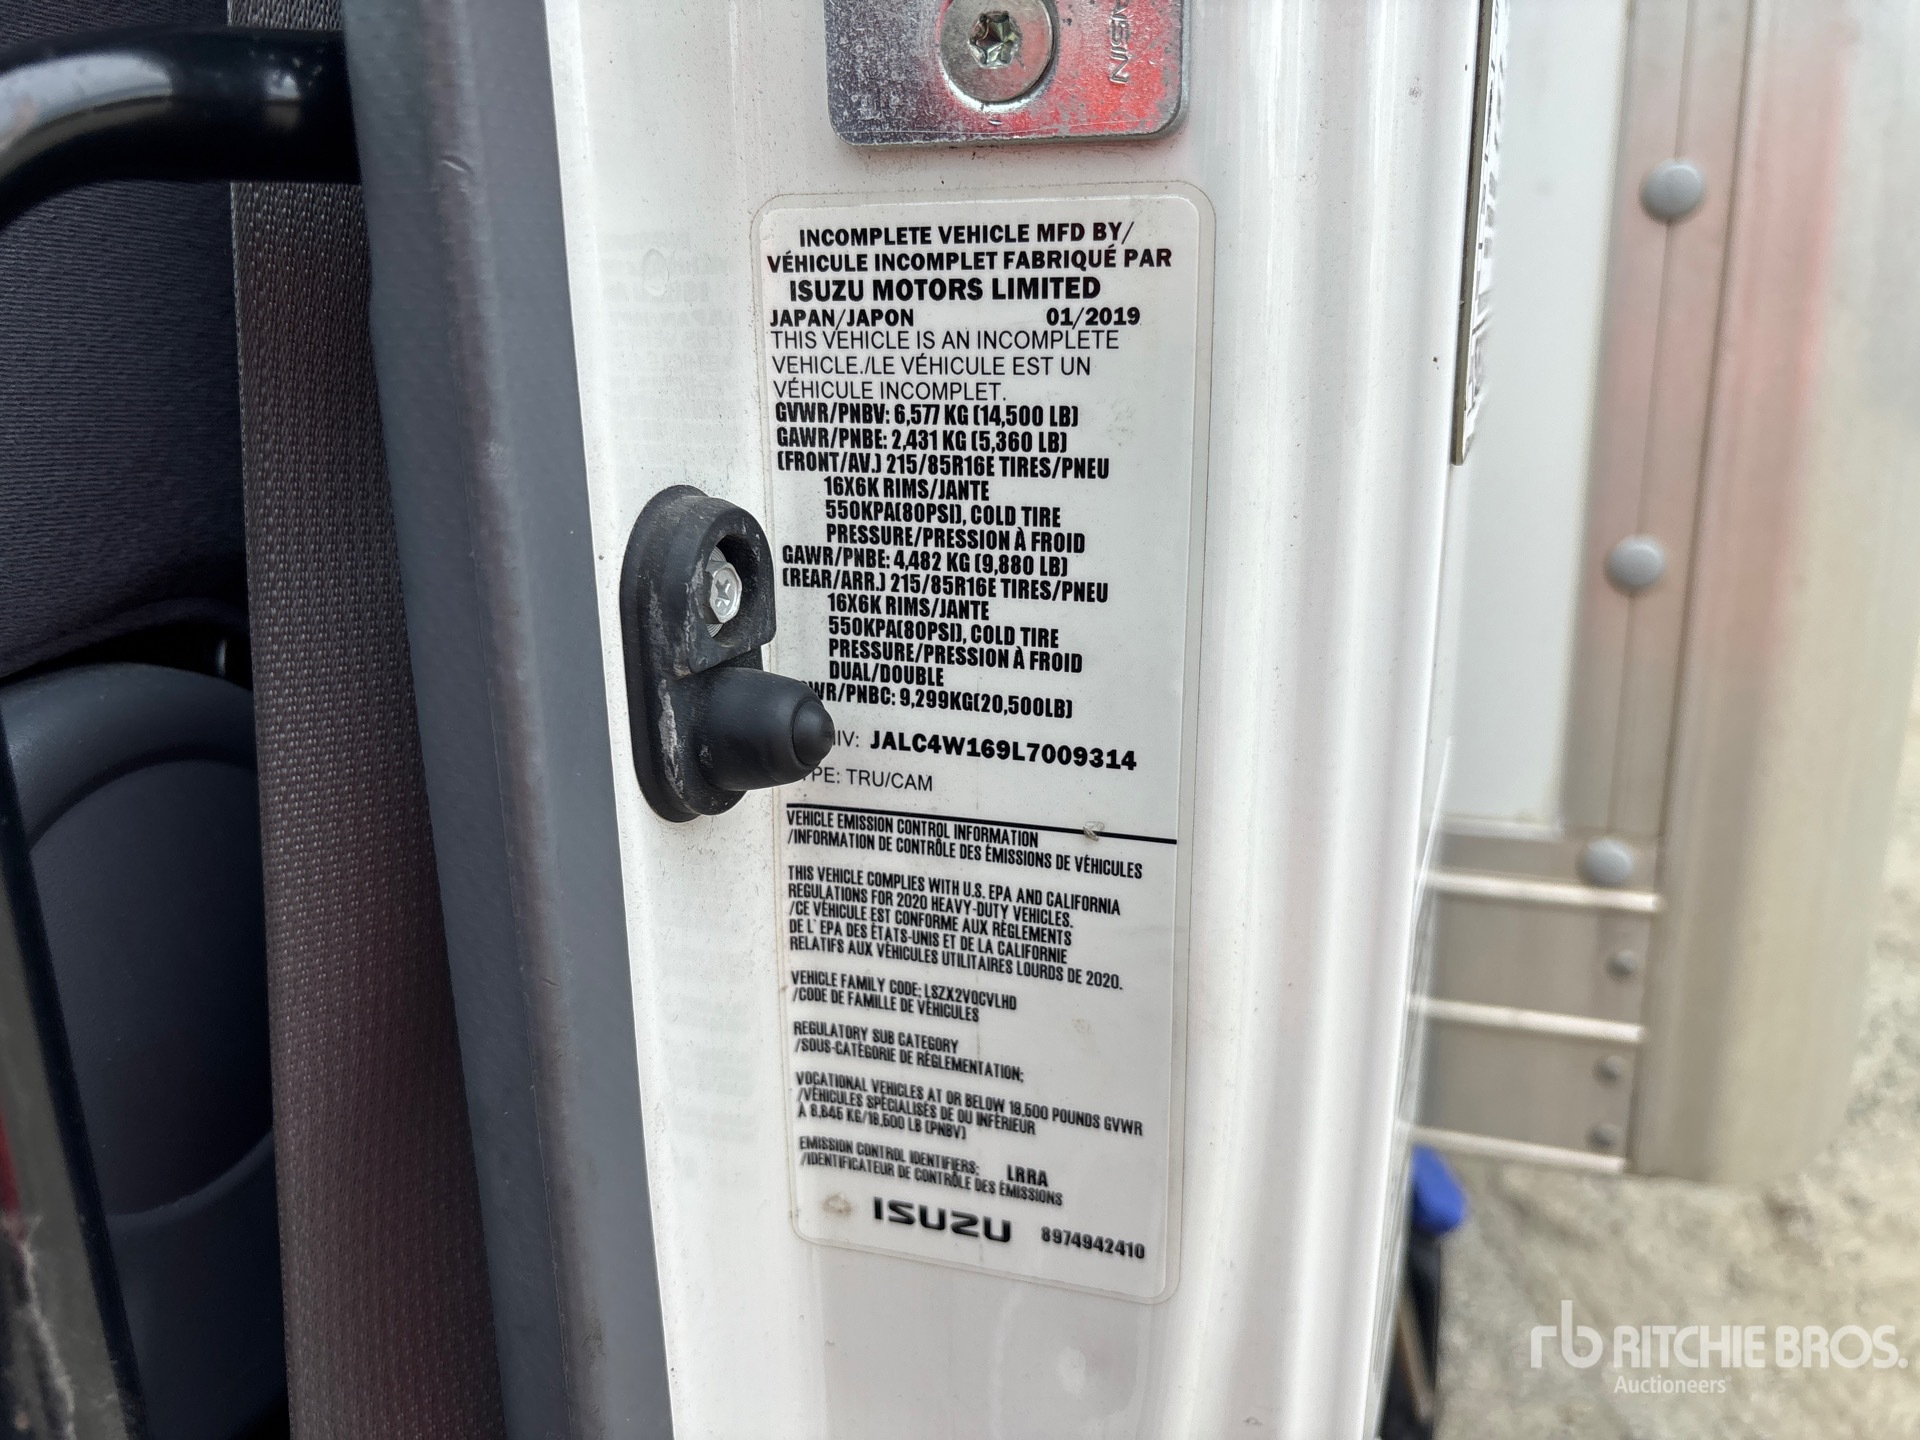 AISIN
INCOMPLETE VEHICLE MFD BY/
VÉHICULE INCOMPLET FABRIQUÉ PAR
ISUZU MOTORS LIMITED
JAPAN/JAPON 01/2019
THIS VEHICLE IS AN INCOMPLETE
VEHICLE./LE VÉHICULE EST UN
VÉHICULE INCOMPLET.
GVWR/PNBV: 6,577 KG (14,500 LB)
GAWR/PNBE: 2,431 KG (5,360 LB)
(FRONT/AV.) 215/85R16E TIRES/PNEU
16X6K RIMS/JANTE
550KPA(80PSI), COLD TIRE
PRESSURE/PRESSION À FROID
GAWR/PNBE: 4,482 KG (9,880 LB)
(REAR/ARR.) 215/85R16E TIRES/PNEU
16X6K RIMS/JANTE
550KPA(80PSI), COLD TIRE
PRESSURE/PRESSION À FROID
DUAL/DOUBLE
WR/PNBC: 9,299KG(20,500LB)
IV: JALC4W169L7009314
PE: TRU/CAM
VEHICLE EMISSION CONTROL INFORMATION
/INFORMATION DE CONTRÔLE DES ÉMISSIONS DE VÉHICULES
THIS VEHICLE COMPLIES WITH U.S. EPA AND CALIFORNIA
REGULATIONS FOR 2020 HEAVY-DUTY VEHICLES.
/CE VÉHICULE EST CONFORME AUX RÈGLEMENTS
DE L' EPA DES ÉTATS-UNIS ET DE LA CALIFORNIE
RELATIFS AUX VÉHICULES UTILITAIRES LOURDS DE 2020.
VEHICLE FAMILY CODE: LSZX2VOCVLHD
/CODE DE FAMILLE DE VÉHICULES
REGULATORY SUB CATEGORY
/SOUS-CATÉGORIE DE RÉGLEMENTATION;
VOCATIONAL VEHICLES AT OR BELOW 19,500 POUNDS GVWR
/VÉHICULES SPÉCIALISÉS DE OU INFÉRIEUR
À 8,845 KG/19,500 LB (PNBV)
EMISSION CONTROL IDENTIFIERS: LRRA
/IDENTIFICATEUR DE CONTRÔLE DES ÉMISSIONS
ISUZU 8974942410
rb RITCHIE BROS.
Auctioneers